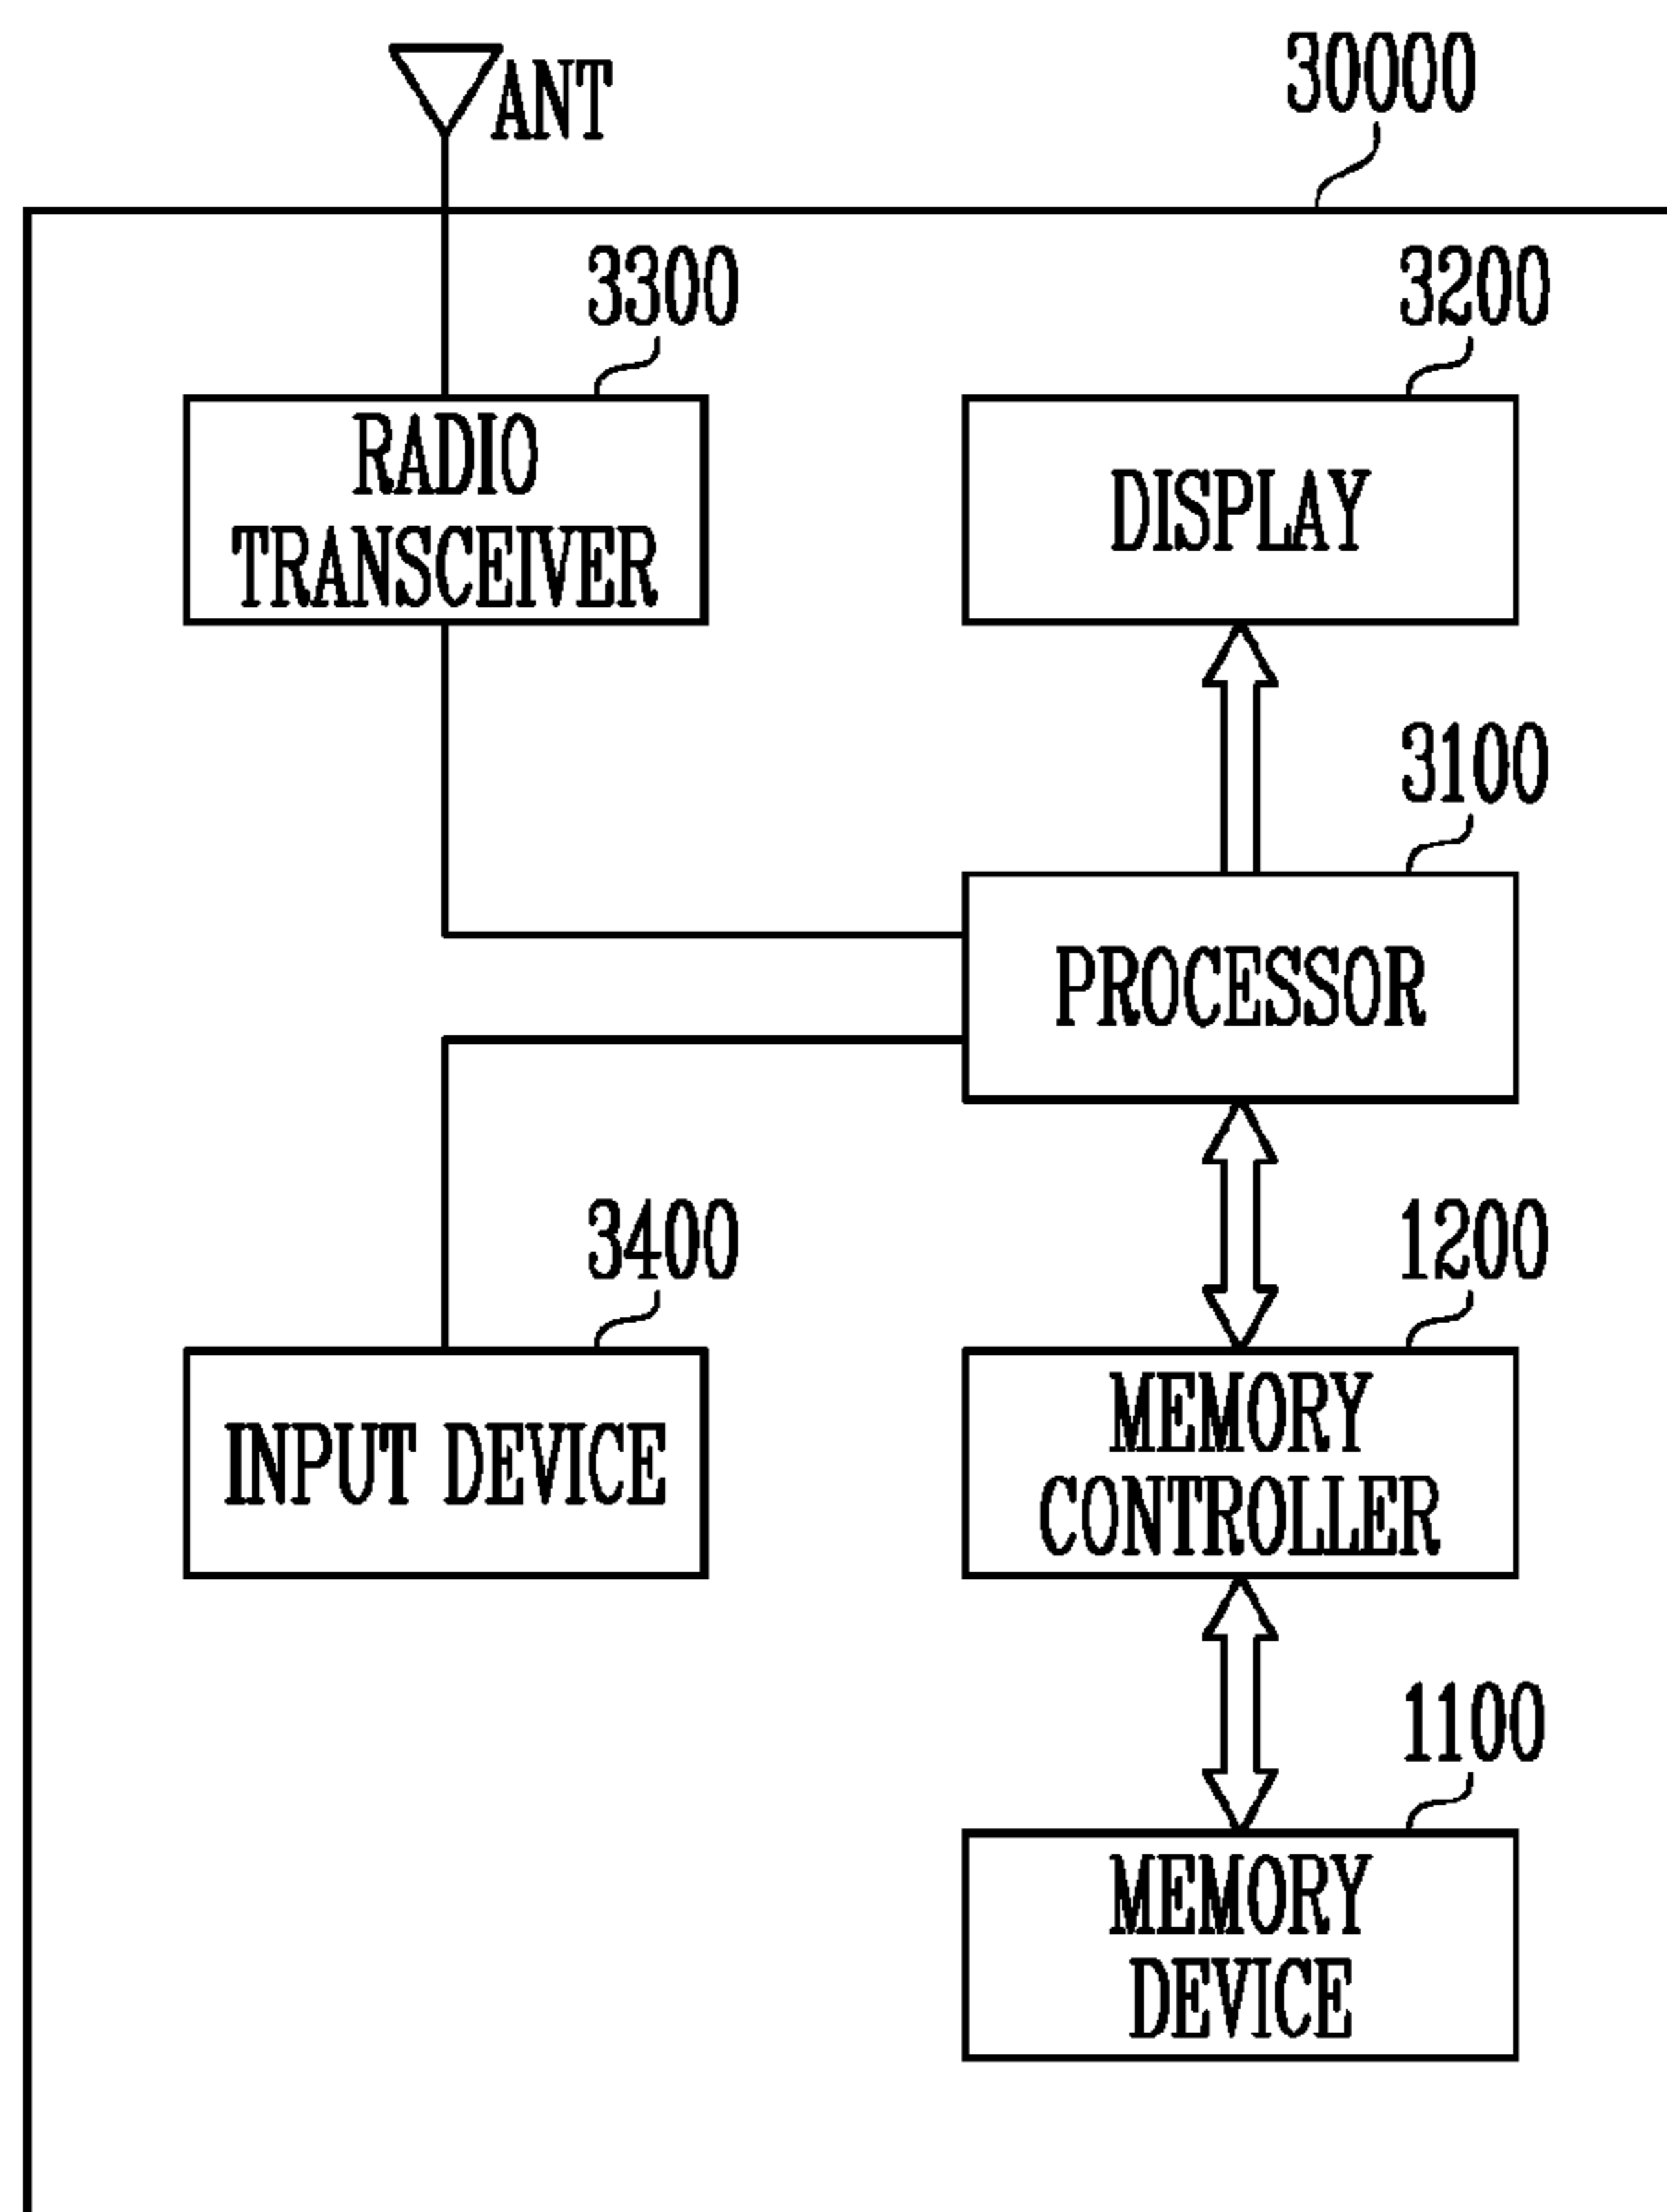 ANT
30000
3300
3200
RADIO
TRANSCEIVER
DISPLAY
3100
PROCESSOR
3400
1200
INPUT DEVICE
MEMORY
CONTROLLER
1100
MEMORY
DEVICE